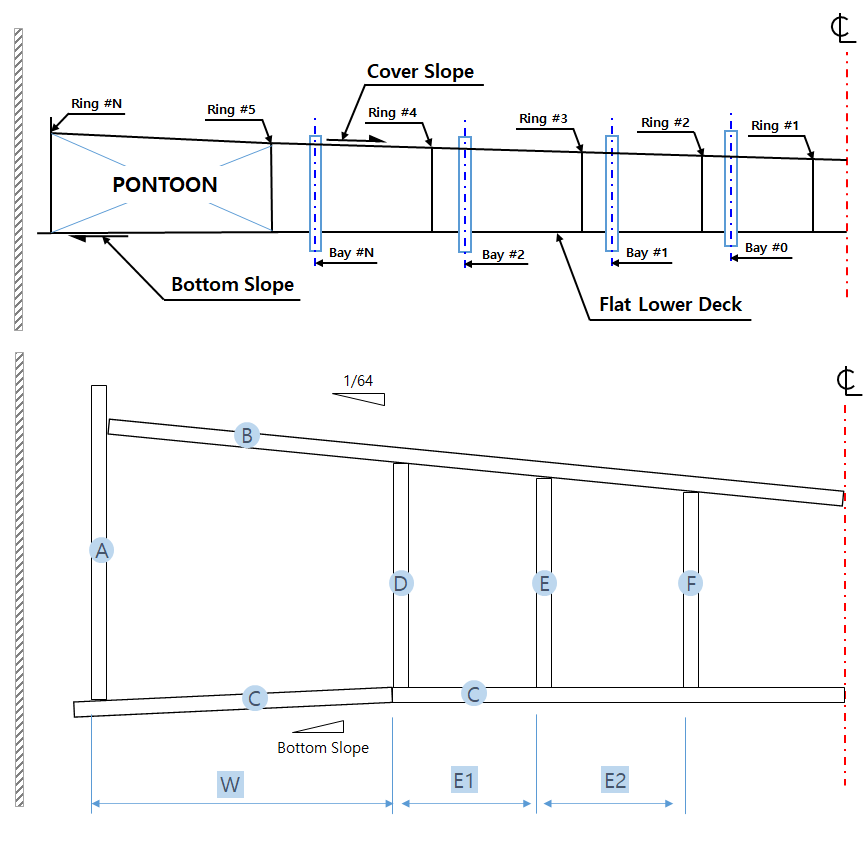 ℄
Cover Slope
Ring #N
Ring #5
Ring #4
Ring #3
Ring #2
Ring #1
PONTOON
Bay #N
Bay #2
Bay #1
Bay #0
Bottom Slope
Flat Lower Deck
1/64
℄
B
A
D
E
F
C
C
Bottom Slope
W
E1
E2